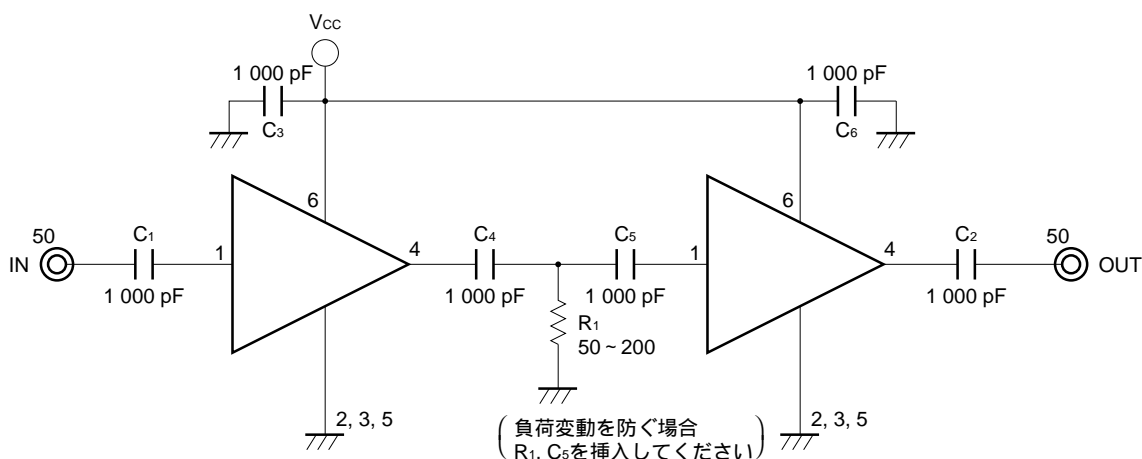 VCC
1 000 pF
C3
1 000 pF
C6
6
6
50
IN
C1
1 000 pF
1
4
C4
1 000 pF
C5
1 000 pF
1
4
C2
1 000 pF
50
OUT
R1
50 ~ 200
2, 3, 5
2, 3, 5
( 負荷変動を防ぐ場合
R1, C5を挿入してください )